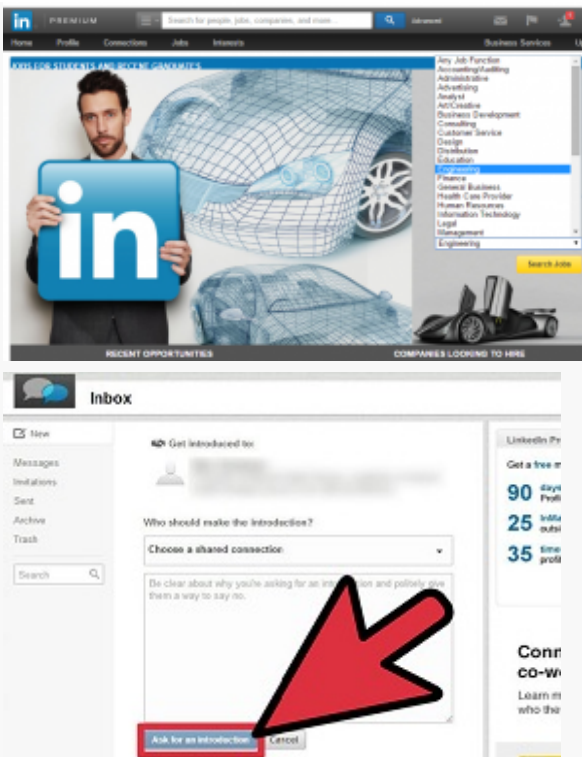 in PREMIUM Search for people, jobs, companies, and more... Advanced
Home Profile Connections Jobs Interests Business Services
JOBS FOR STUDENTS AND RECENT GRADUATES
Any Job Function
Accounting/Auditing
Administrative
Advertising
Analyst
Art/Creative
Business Development
Consulting
Customer Service
Design
Distribution
Education
Engineering
Finance
General Business
Health Care Provider
Human Resources
Information Technology
Legal
Management
Engineering
Search Jobs
in
RECENT OPPORTUNITIES COMPANIES LOOKING TO HIRE
Inbox
New
Messages
Invitations
Sent
Archive
Trash
Search
Get introduced to:
Who should make the introduction?
Choose a shared connection
Be clear about why you're asking for an introduction and politely give
them a way to say no.
Ask for an introduction Cancel
LinkedIn Pr
Get a free m
90 days
Profi
25 InMa
outsi
35 time
profil
Conn
co-w
Learn m
who the